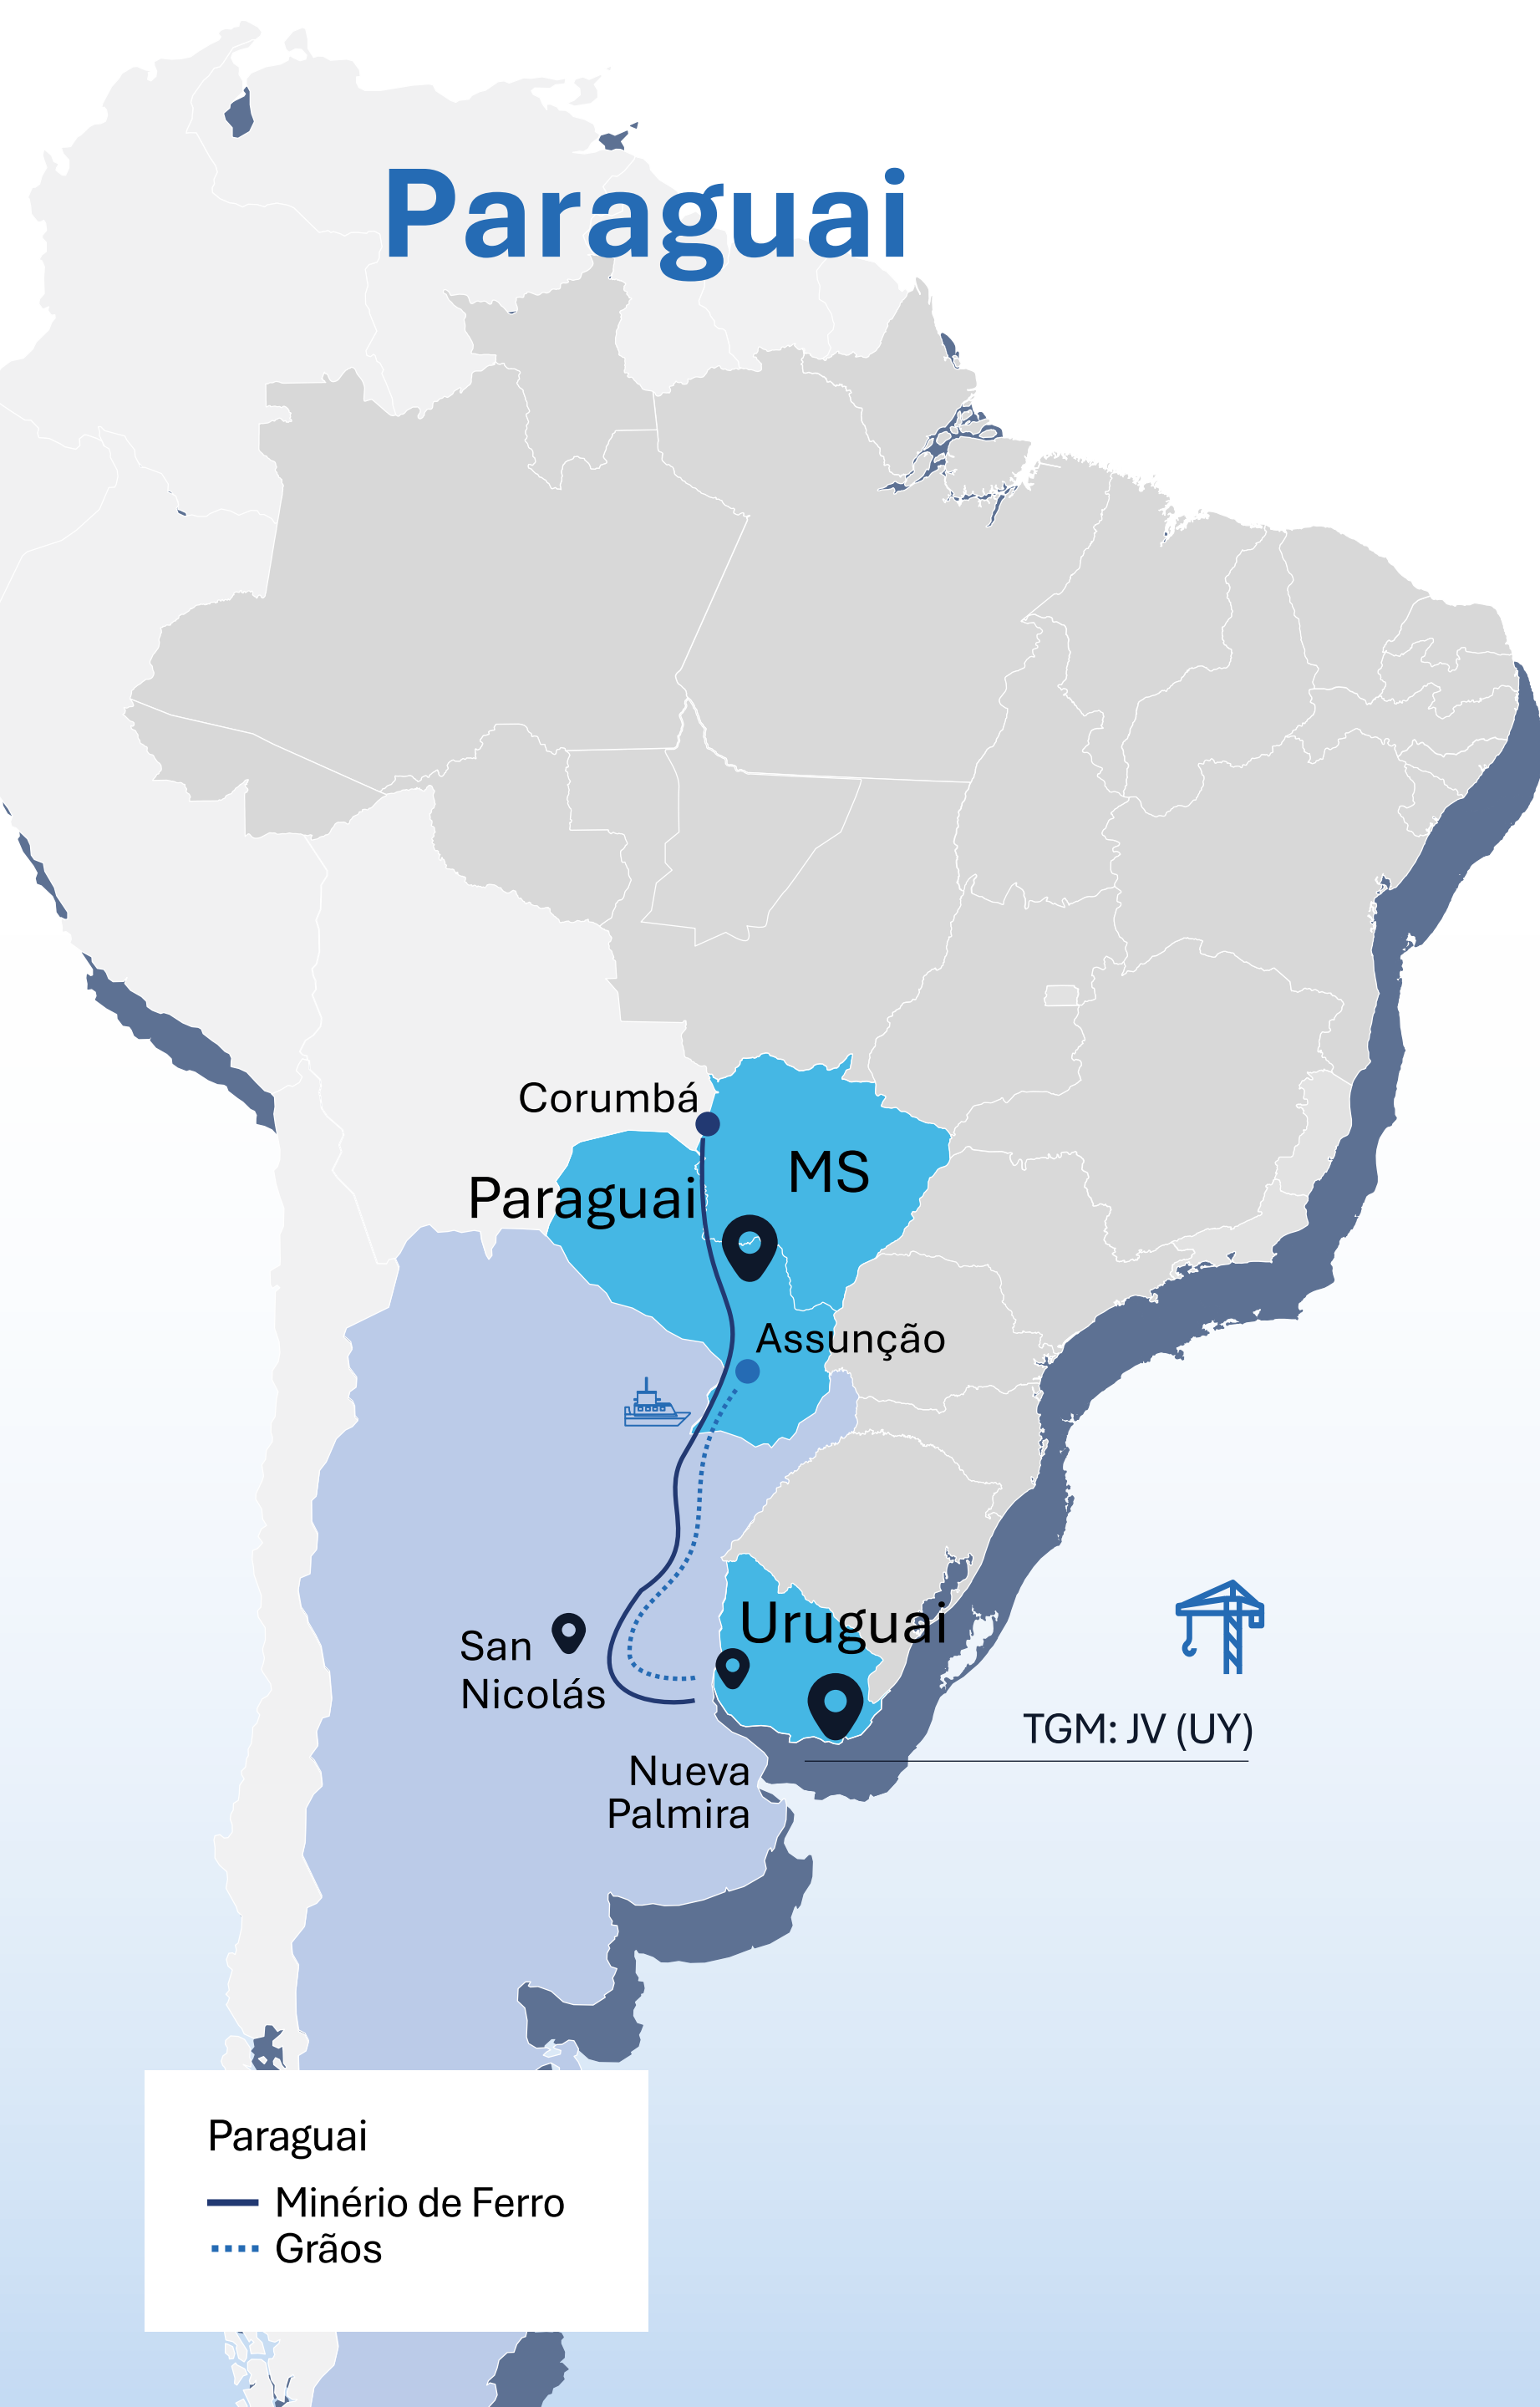 Paraguai
Corumbá
MS
Paraguai
Assunção
Uruguai
San
Nicolás
TGM: JV (UY)
Nueva
Palmira
Paraguai
Minério de Ferro
Grãos